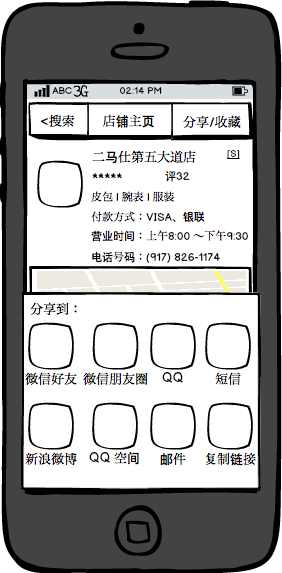 ABC 3G 02:14 PM
<搜索 店铺主页 分享/收藏
二马仕第五大道店 [S]
***** 评32
皮包 | 腕表 | 服装
付款方式：VISA、银联
营业时间：上午8:00 ～下午9:30
电话号码：(917) 826-1174
分享到：
微信好友 微信朋友圈 QQ 短信
新浪微博 QQ 空间 邮件 复制链接